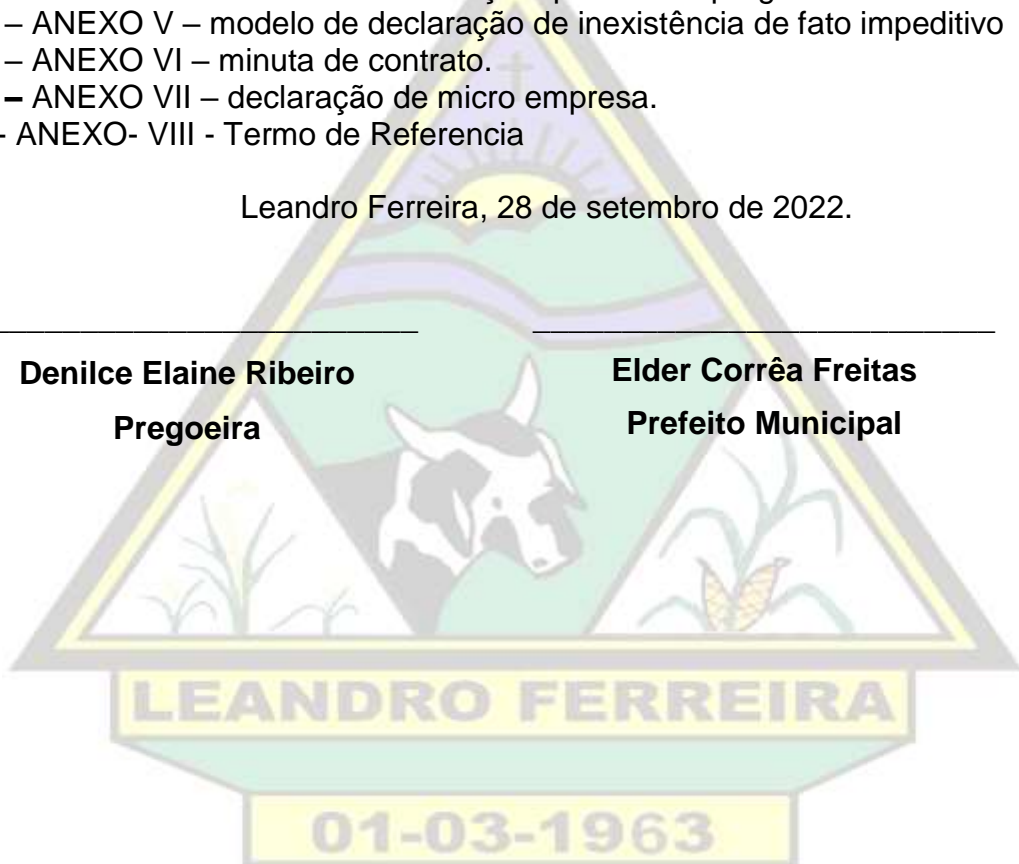 – ANEXO V – modelo de declaração de inexistência de fato impeditivo
– ANEXO VI – minuta de contrato.
– ANEXO VII – declaração de micro empresa.
- ANEXO- VIII - Termo de Referencia
Leandro Ferreira, 28 de setembro de 2022.
Denilce Elaine Ribeiro
Elder Corrêa Freitas
Pregoeira
Prefeito Municipal
LEANDRO FERREIRA
01-03-1963